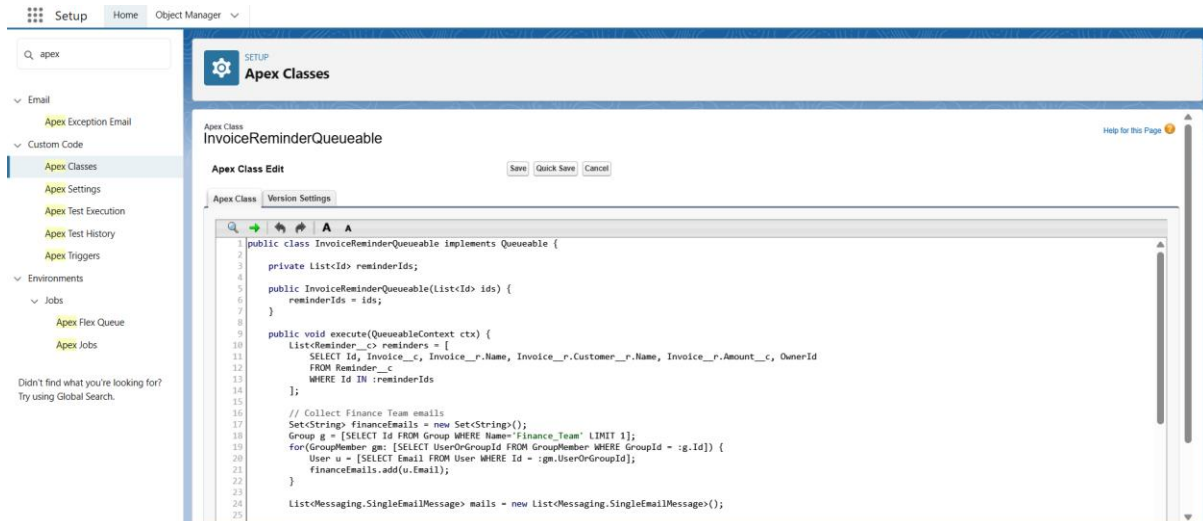 Setup
Home
Object Manager
apex
Email
Apex Exception Email
Custom Code
Apex Classes
Apex Settings
Apex Test Execution
Apex Test History
Apex Triggers
Environments
Jobs
Apex Flex Queue
Apex Jobs
Didn't find what you're looking for?
Try using Global Search.
SETUP
Apex Classes
Apex Class
InvoiceReminderQueueable
Help for this Page
Apex Class Edit
Save
Quick Save
Cancel
Apex Class
Version Settings
A A
1 public class InvoiceReminderQueueable implements Queueable {
2
3 private List<Id> reminderIds;
4
5 public InvoiceReminderQueueable(List<Id> ids) {
6 reminderIds = ids;
7 }
8
9 public void execute(QueueableContext ctx) {
10 List<Reminder__c> reminders = [
11 SELECT Id, Invoice__c, Invoice__r.Name, Invoice__r.Customer__r.Name, Invoice__r.Amount__c, OwnerId
12 FROM Reminder__c
13 WHERE Id IN :reminderIds
14 ];
15
16 // Collect Finance Team emails
17 Set<String> financeEmails = new Set<String>();
18 Group g = [SELECT Id FROM Group WHERE Name='Finance_Team' LIMIT 1];
19 for(GroupMember gm: [SELECT UserOrGroupId FROM GroupMember WHERE GroupId = :g.Id]) {
20 User u = [SELECT Email FROM User WHERE Id = :gm.UserOrGroupId];
21 financeEmails.add(u.Email);
22 }
23
24 List<Messaging.SingleEmailMessage> mails = new List<Messaging.SingleEmailMessage>();
25